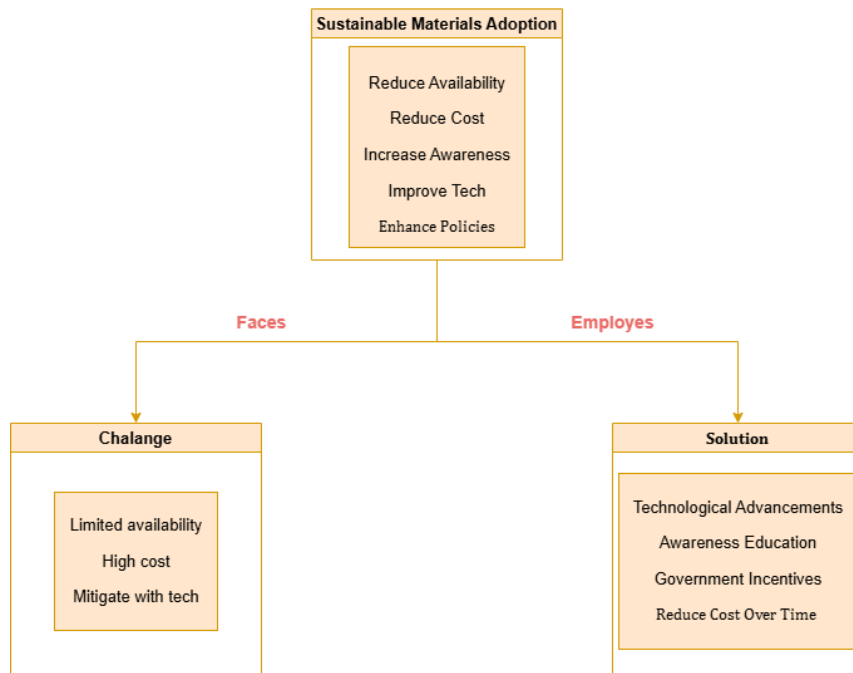 Sustainable Materials Adoption
Reduce Availability
Reduce Cost
Increase Awareness
Improve Tech
Enhance Policies
Faces
Employes
Chalange
Limited availability
High cost
Mitigate with tech
Solution
Technological Advancements
Awareness Education
Government Incentives
Reduce Cost Over Time